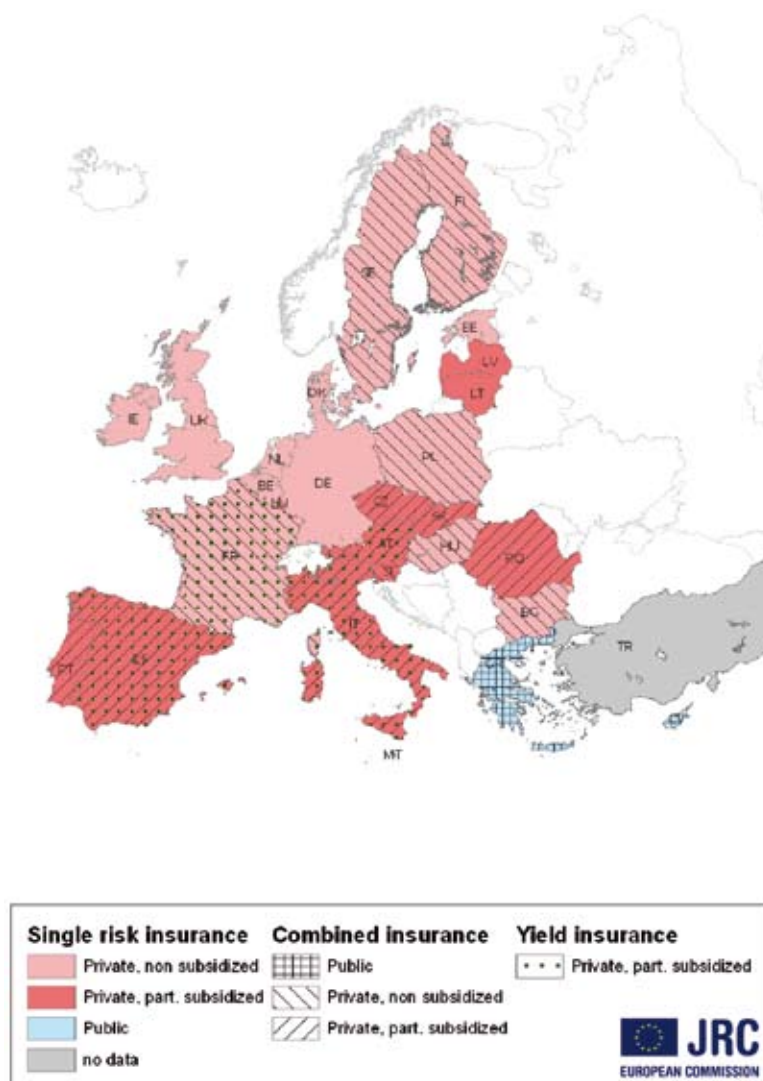 FI
SE
EE
LV
DK
LT
IE
UK
NL
PL
BE
DE
LU
CZ
SK
FR
AT
HU
RO
BG
IT
PT
ES
TR
MT
Single risk insurance
Private, non subsidized
Private, part. subsidized
Public
no data
Combined insurance
Public
Private, non subsidized
Private, part. subsidized
Yield insurance
Private, part. subsidized
JRC
EUROPEAN COMMISSION